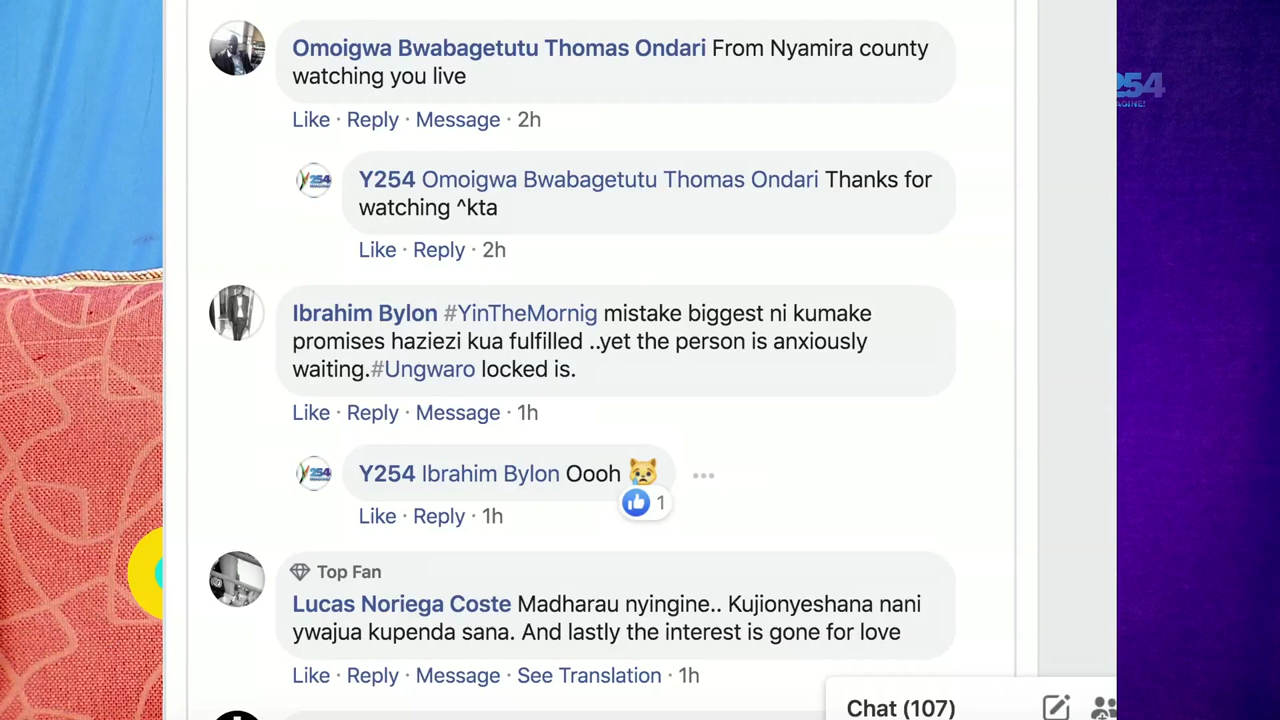 Omoigwa Bwabagetutu Thomas Ondari From Nyamira county
watching you live
Like · Reply · Message · 2h
Y254 Omoigwa Bwabagetutu Thomas Ondari Thanks for
watching ^kta
Like · Reply · 2h
Ibrahim Bylon #YinTheMornig mistake biggest ni kumake
promises haziezi kua fulfilled ..yet the person is anxiously
waiting.#Ungwaro locked is.
Like · Reply · Message · 1h
Y254 Ibrahim Bylon Oooh 😿
1
Like · Reply · 1h
Top Fan
Lucas Noriega Coste Madharau nyingine.. Kujionyeshana nani
ywajua kupenda sana. And lastly the interest is gone for love
Like · Reply · Message · See Translation · 1h
Chat (107)
254